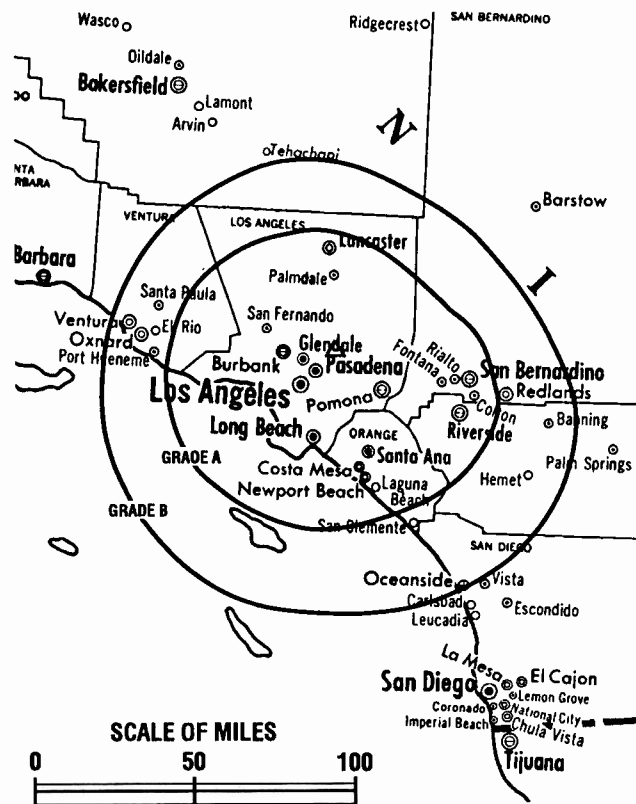 Wasco
Ridgecrest
SAN BERNARDINO
Oildale
Bakersfield
Lamont
Arvin
N
Tehachapi
NTA
RBARA
VENTURA
LOS ANGELES
Barstow
Lancaster
Barbara
Palmdale
I
Santa Paula
San Fernando
Ventura
El Rio
Oxnard
Port Hueneme
Glendale
Burbank
Pasadena
Rialto
Fontana
San Bernardino
Los Angeles
Pomona
Redlands
Colton
Banning
Long Beach
ORANGE
Riverside
GRADE A
Santa Ana
Palm Springs
Costa Mesa
Hemet
Newport Beach
Laguna
Beach
GRADE B
San Clemente
SAN DIEGO
Oceanside
Vista
Carlsbad
Escondido
Leucadia
La Mesa
El Cajon
San Diego
Lemon Grove
Coronado
National City
Imperial Beach
Chula Vista
Tijuana
SCALE OF MILES
0 50 100